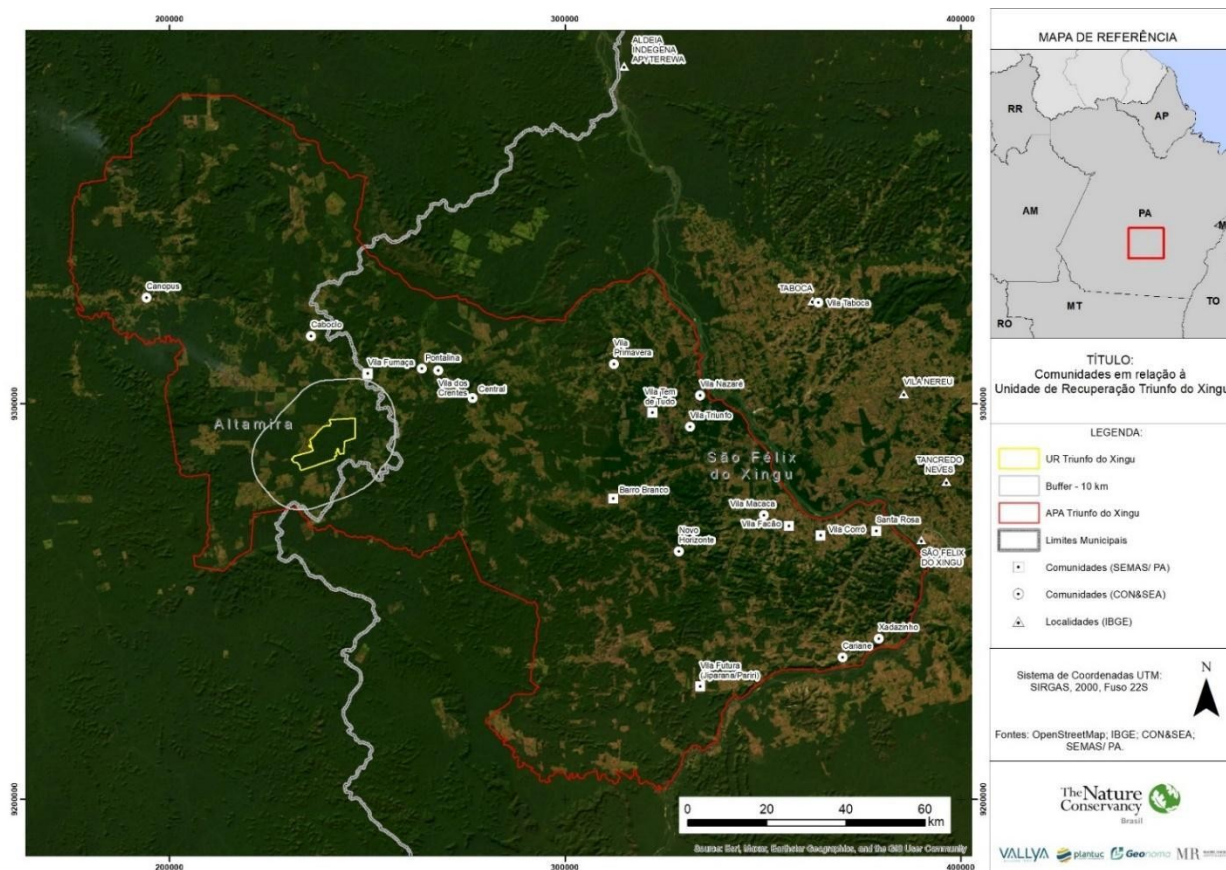 200000
300000
400000
ALDEIA
INDEGENA
APYTEREWA
Canopus
Caboclo
TABOCA
Vila Taboca
Vila Fumaça
Pontalina
Vila dos
Crentes
Central
Vila
Primavera
Vila Tem
de Tudo
Vila Nazaré
Vila Triunfo
VILA NEREU
9300000
9300000
Altamira
São Félix
do Xingu
TANCREDO
NEVES
Barro Branco
Vila Macaca
Vila Facão
Vila Corró
Santa Rosa
Novo
Horizonte
SÃO FELIX
DO XINGU
Xadazinho
Cariane
Vila Futura
(Jiparana/Pariri)
9200000
9200000
0 20 40 60
km
Source: Esri, Maxar, Earthstar Geographics, and the GIS User Community
200000
300000
400000
MAPA DE REFERÊNCIA
RR
AP
AM
PA
M
MT
TO
RO
TÍTULO:
Comunidades em relação à
Unidade de Recuperação Triunfo do Xingu
LEGENDA:
UR Triunfo do Xingu
Buffer - 10 km
APA Triunfo do Xingu
Limites Municipais
Comunidades (SEMAS/ PA)
Comunidades (CON&SEA)
Localidades (IBGE)
Sistema de Coordenadas UTM:
SIRGAS, 2000, Fuso 22S
N
Fontes: OpenStreetMap; IBGE; CON&SEA;
SEMAS/ PA.
The Nature
Conservancy
Brasil
VALLYA
plantuc
Geonoma
MR